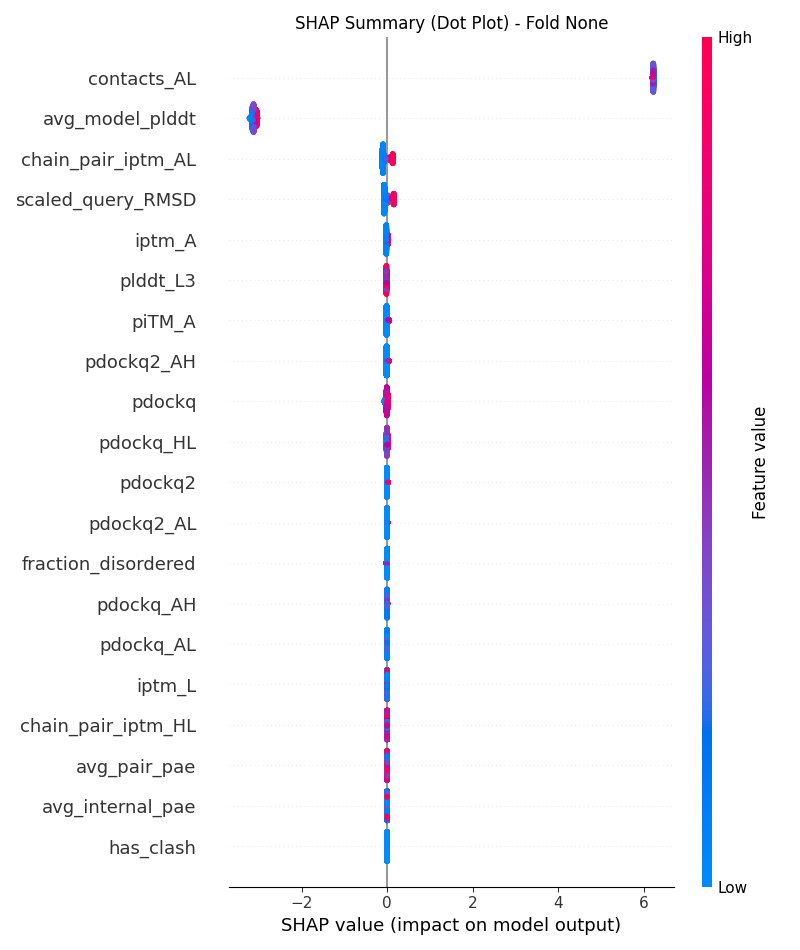 SHAP Summary (Dot Plot) - Fold None
High
contacts_AL
avg_model_plddt
chain_pair_iptm_AL
scaled_query_RMSD
iptm_A
plddt_L3
piTM_A
pdockq2_AH
pdockq
pdockq_HL
pdockq2
pdockq2_AL
fraction_disordered
pdockq_AH
pdockq_AL
iptm_L
chain_pair_iptm_HL
avg_pair_pae
avg_internal_pae
has_clash
Feature value
Low
−2 0 2 4 6
SHAP value (impact on model output)